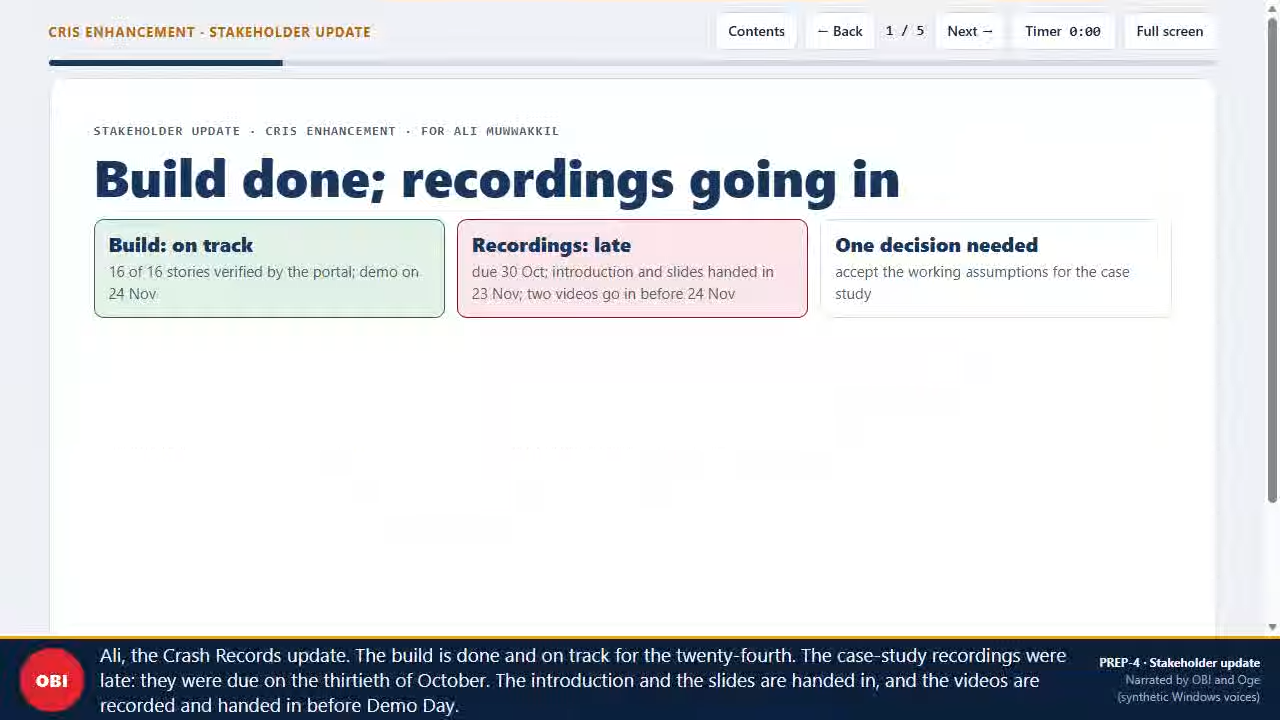 CRIS ENHANCEMENT · STAKEHOLDER UPDATE
Contents
← Back
1 / 5
Next →
Timer 0:00
Full screen
STAKEHOLDER UPDATE · CRIS ENHANCEMENT · FOR ALI MUWWAKKIL
Build done; recordings going in
Build: on track
16 of 16 stories verified by the portal; demo on
24 Nov
Recordings: late
due 30 Oct; introduction and slides handed in
23 Nov; two videos go in before 24 Nov
One decision needed
accept the working assumptions for the case
study
OBI
Ali, the Crash Records update. The build is done and on track for the twenty-fourth. The case-study recordings were
late: they were due on the thirtieth of October. The introduction and the slides are handed in, and the videos are
recorded and handed in before Demo Day.
PREP-4 · Stakeholder update
Narrated by OBI and Oge
(synthetic Windows voices)